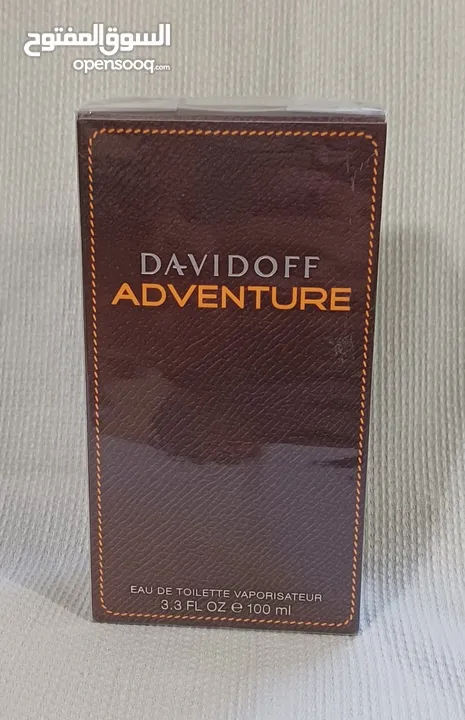 السوق المفتوح
opensooq.com
DAVIDOFF
ADVENTURE
EAU DE TOILETTE VAPORISATEUR
3.3 FL OZ e 100 ml